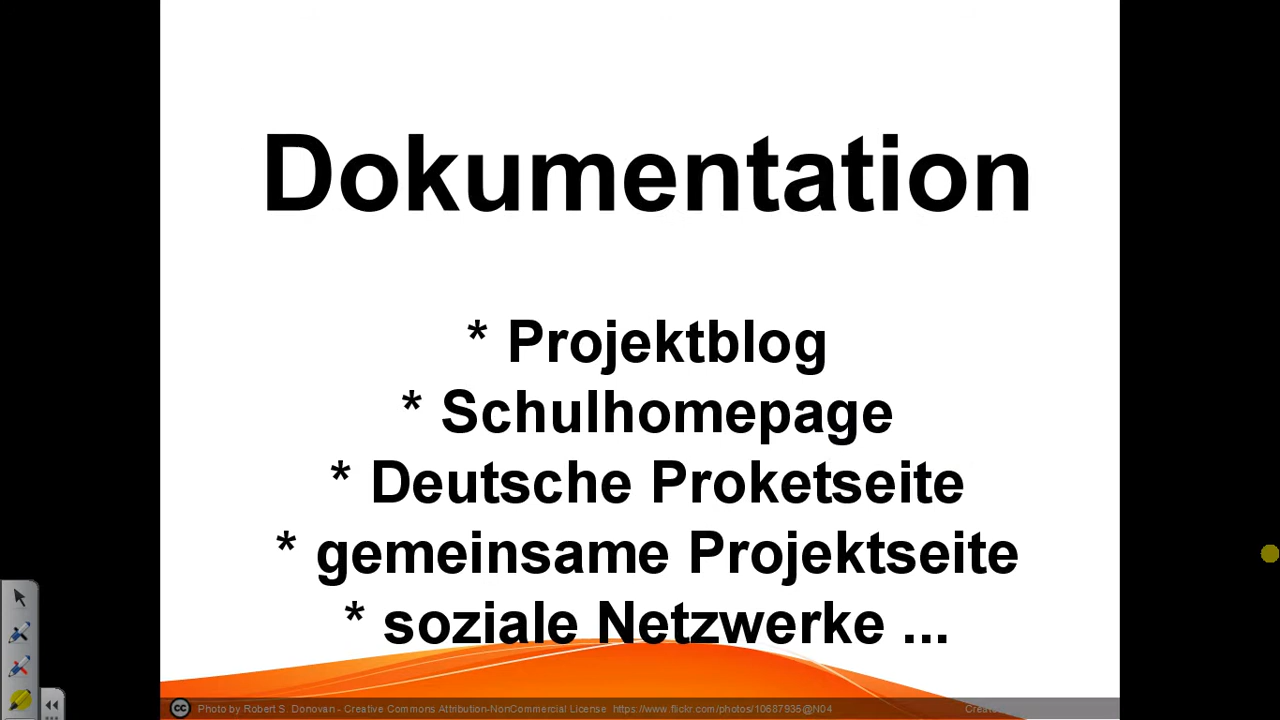 Dokumentation
* Projektblog
* Schulhomepage
* Deutsche Proketseite
* gemeinsame Projektseite
* soziale Netzwerke ...
cc Photo by Robert S. Donovan - Creative Commons Attribution-NonCommercial License https://www.flickr.com/photos/10687935@N04